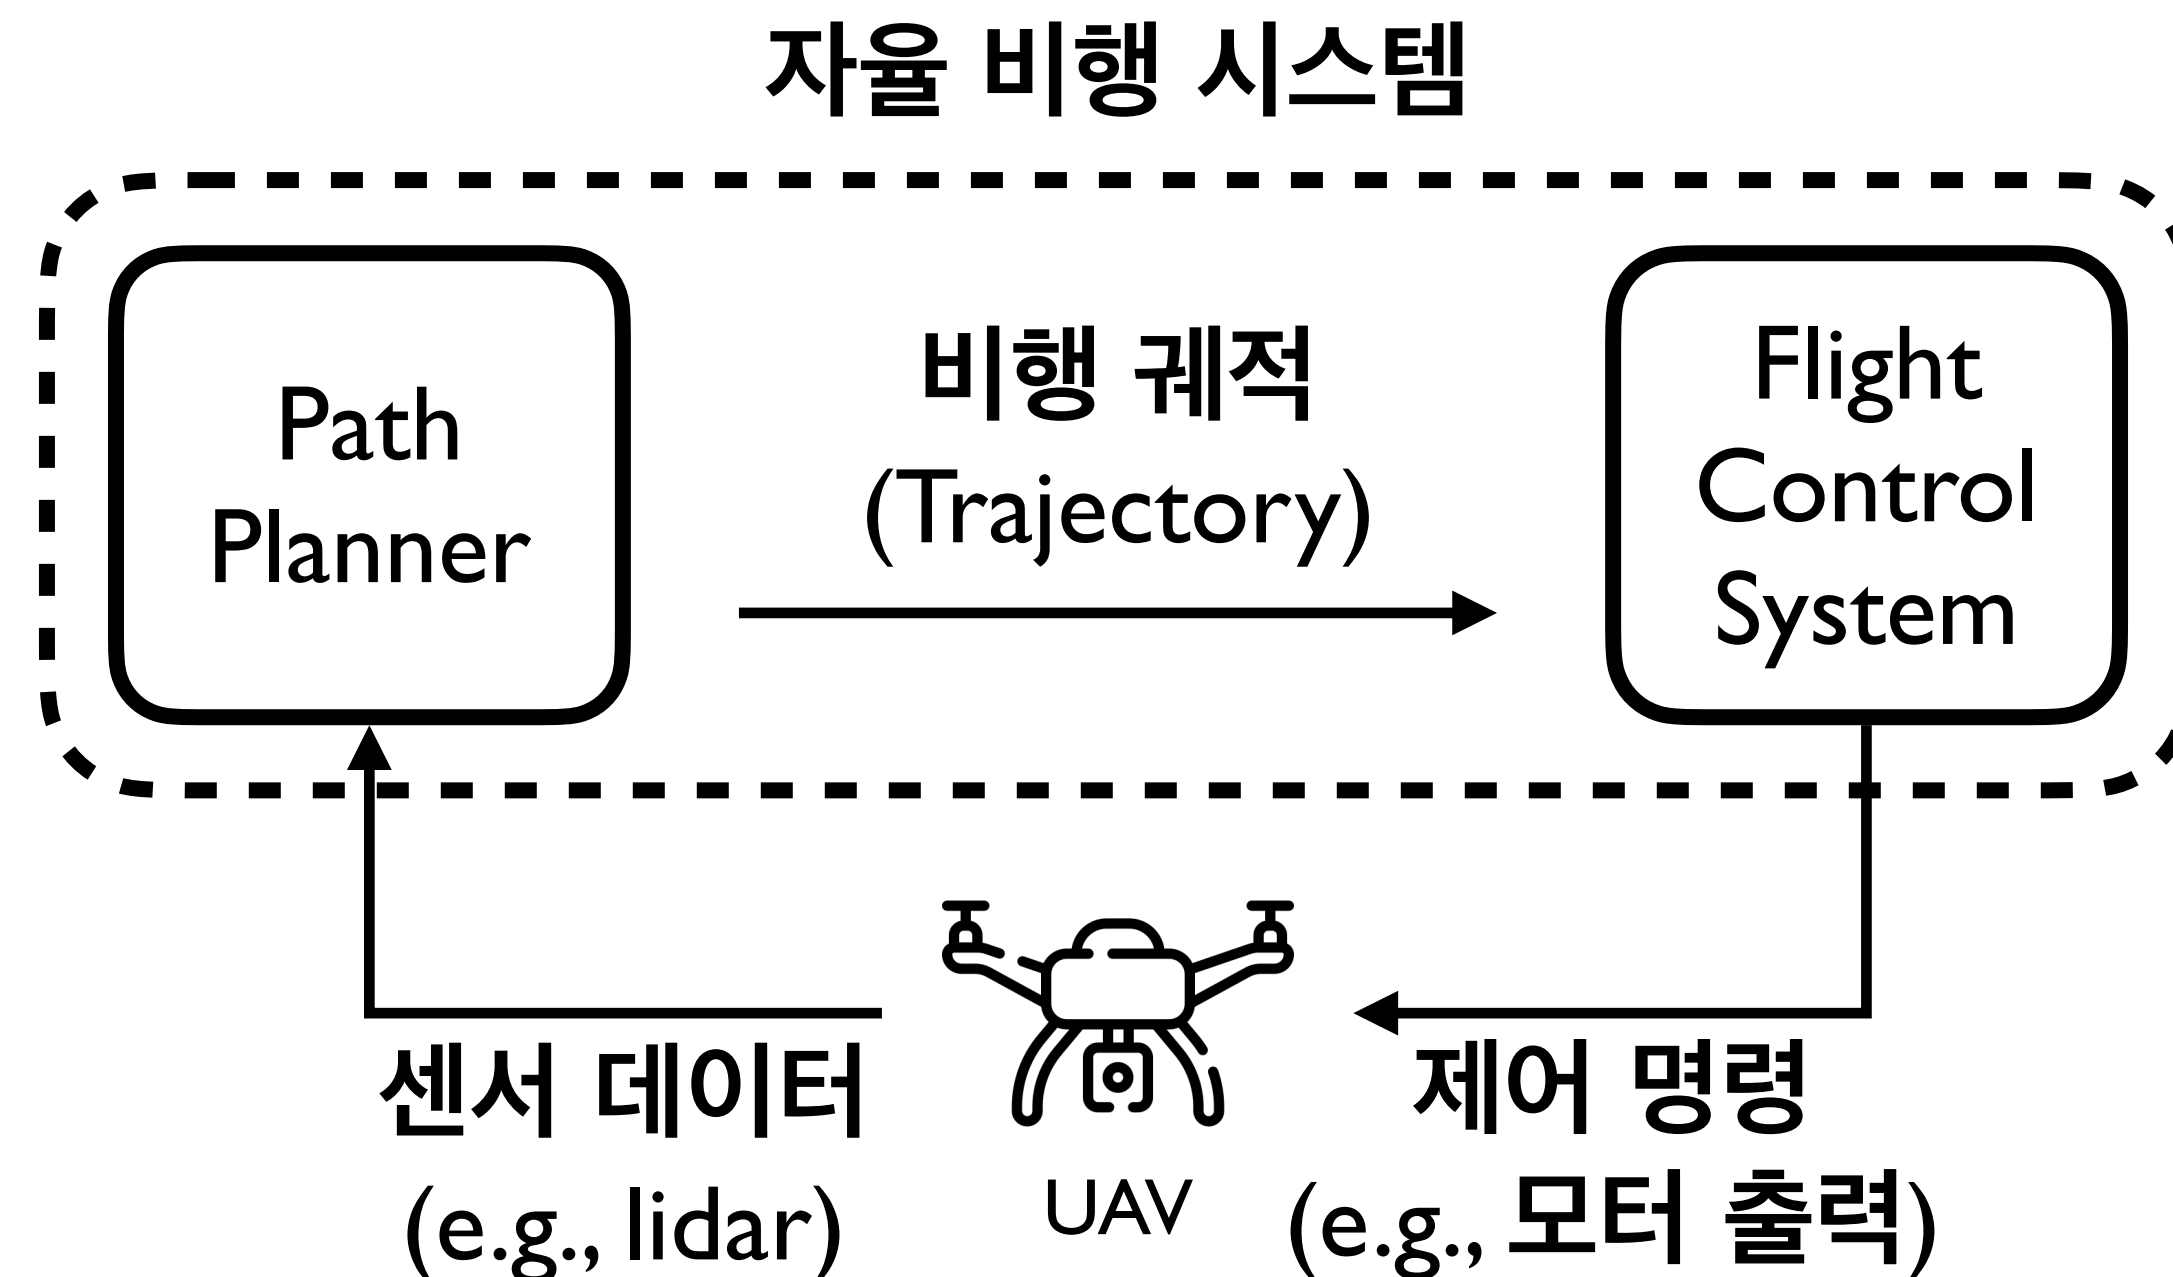 자율 비행 시스템
Path
Planner
비행 궤적
(Trajectory)
Flight
Control
System
센서 데이터
(e.g., lidar)
UAV
제어 명령
(e.g., 모터 출력)